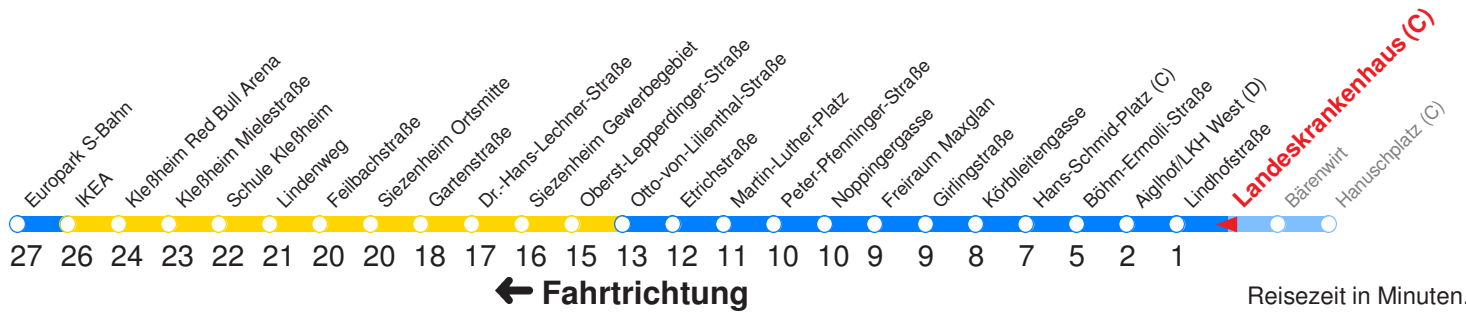 Europark S-Bahn
IKEA
Kleßheim Red Bull Arena
Kleßheim Mielestraße
Schule Kleßheim
Lindenweg
Feilbachstraße
Siezenheim Ortsmitte
Gartenstraße
Dr.-Hans-Lechner-Straße
Siezenheim Gewerbegebiet
Oberst-Lepperdinger-Straße
Otto-von-Lilienthal-Straße
Etrichstraße
Martin-Luther-Platz
Peter-Pfenninger-Straße
Noppingergasse
Freiraum Maxglan
Girlingstraße
Körblleitengasse
Hans-Schmid-Platz (C)
Böhm-Ermolli-Straße
Aiglhof/LKH West (D)
Lindhofstraße
Landeskrankenhaus (C)
Bärenwirt
Hanuschplatz (C)
27 26 24 23 22 21 20 20 18 17 16 15 13 12 11 10 10 9 9 8 7 5 2 1
Fahrtrichtung
Reisezeit in Minuten.